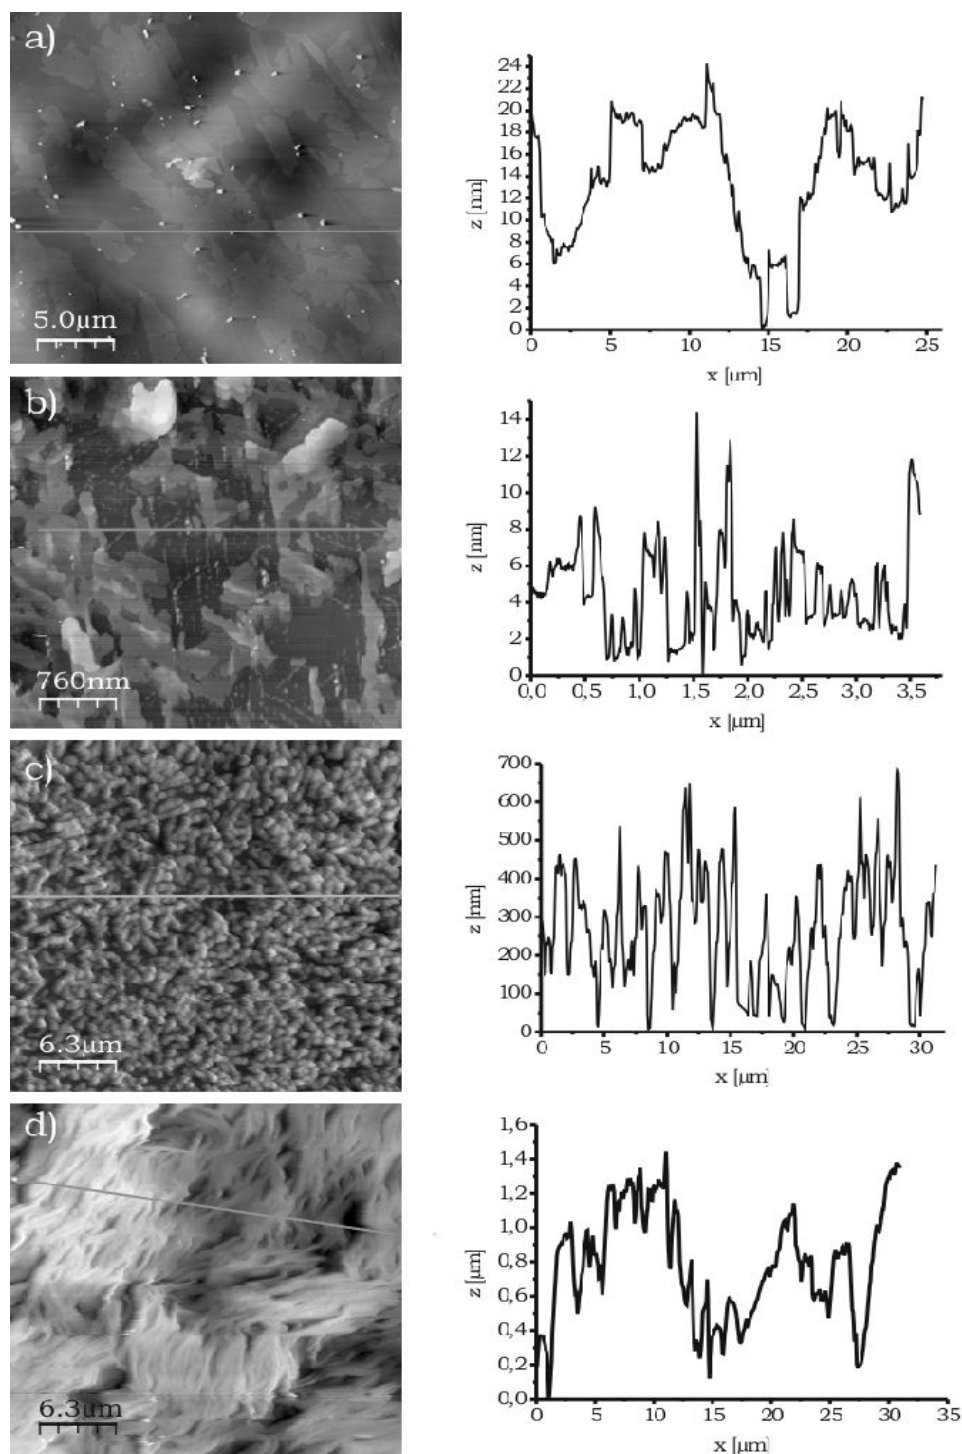 a)
5.0µm
z [nm]
24
22
20
18
16
14
12
10
8
6
4
2
0
0 5 10 15 20 25
x [µm]
b)
760nm
z [nm]
14
12
10
8
6
4
2
0
0,0 0,5 1,0 1,5 2,0 2,5 3,0 3,5
x [µm]
c)
6.3µm
z [nm]
700
600
500
400
300
200
100
0
0 5 10 15 20 25 30
x [µm]
d)
6.3µm
z [µm]
1,6
1,4
1,2
1,0
0,8
0,6
0,4
0,2
0,0
0 5 10 15 20 25 30 35
x [µm]